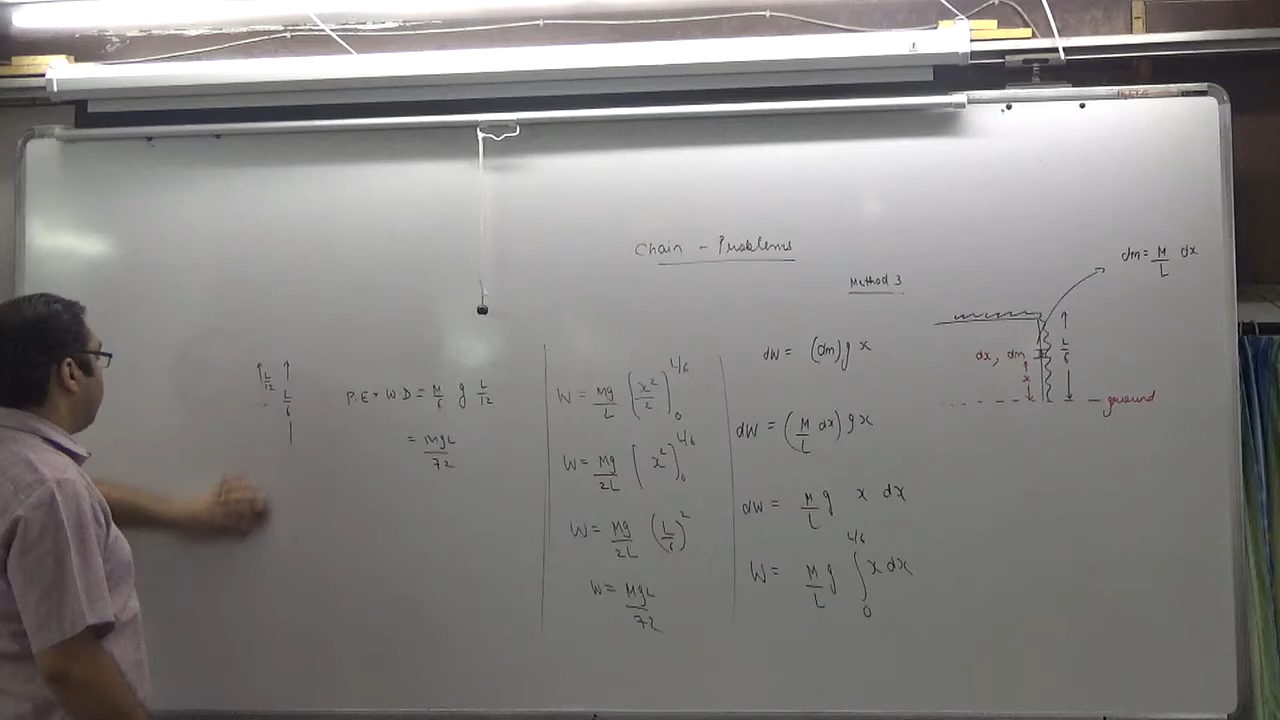 Chain - Problems
Method 3
dm = M/L dx
L/6
dx, dm
x
ground
dW = (dm) g x
dW = (M/L dx) g x
dW = M/L g x dx
W = M/L g ∫₀^{L/6} x dx
W = Mg/L [x²/2]₀^{L/6}
W = Mg/2L [x²]₀^{L/6}
W = Mg/2L (L/6)²
W = MgL/72
L/12 L/6
P.E = WD = M/6 g L/12
= MgL/72